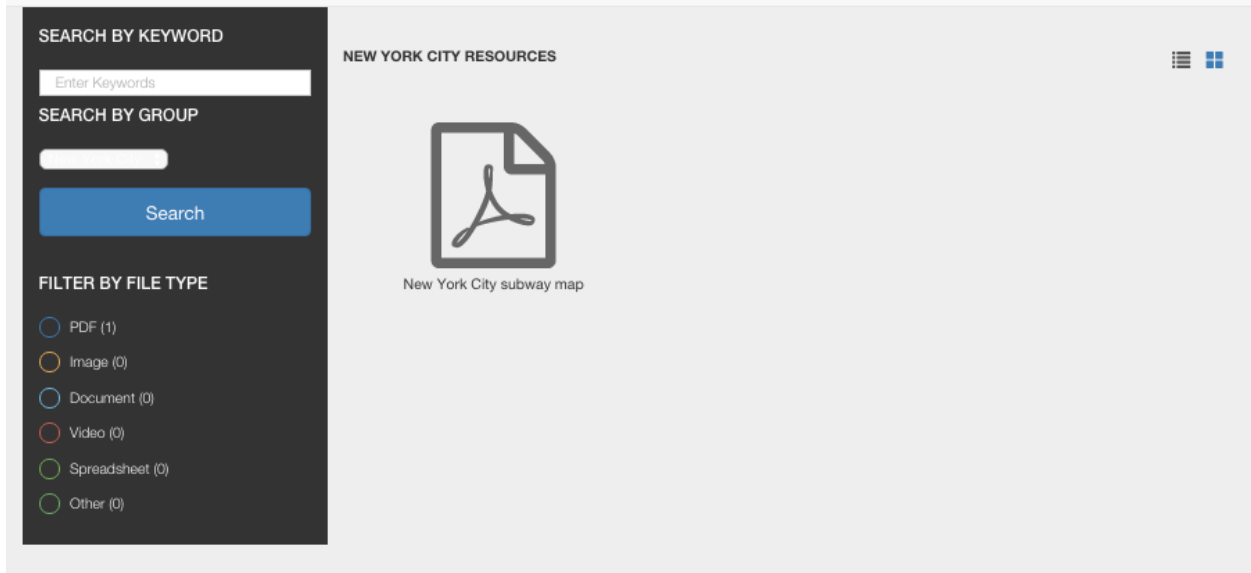 SEARCH BY KEYWORD
Enter Keywords
SEARCH BY GROUP
Search
FILTER BY FILE TYPE
PDF (1)
Image (0)
Document (0)
Video (0)
Spreadsheet (0)
Other (0)
NEW YORK CITY RESOURCES
New York City subway map